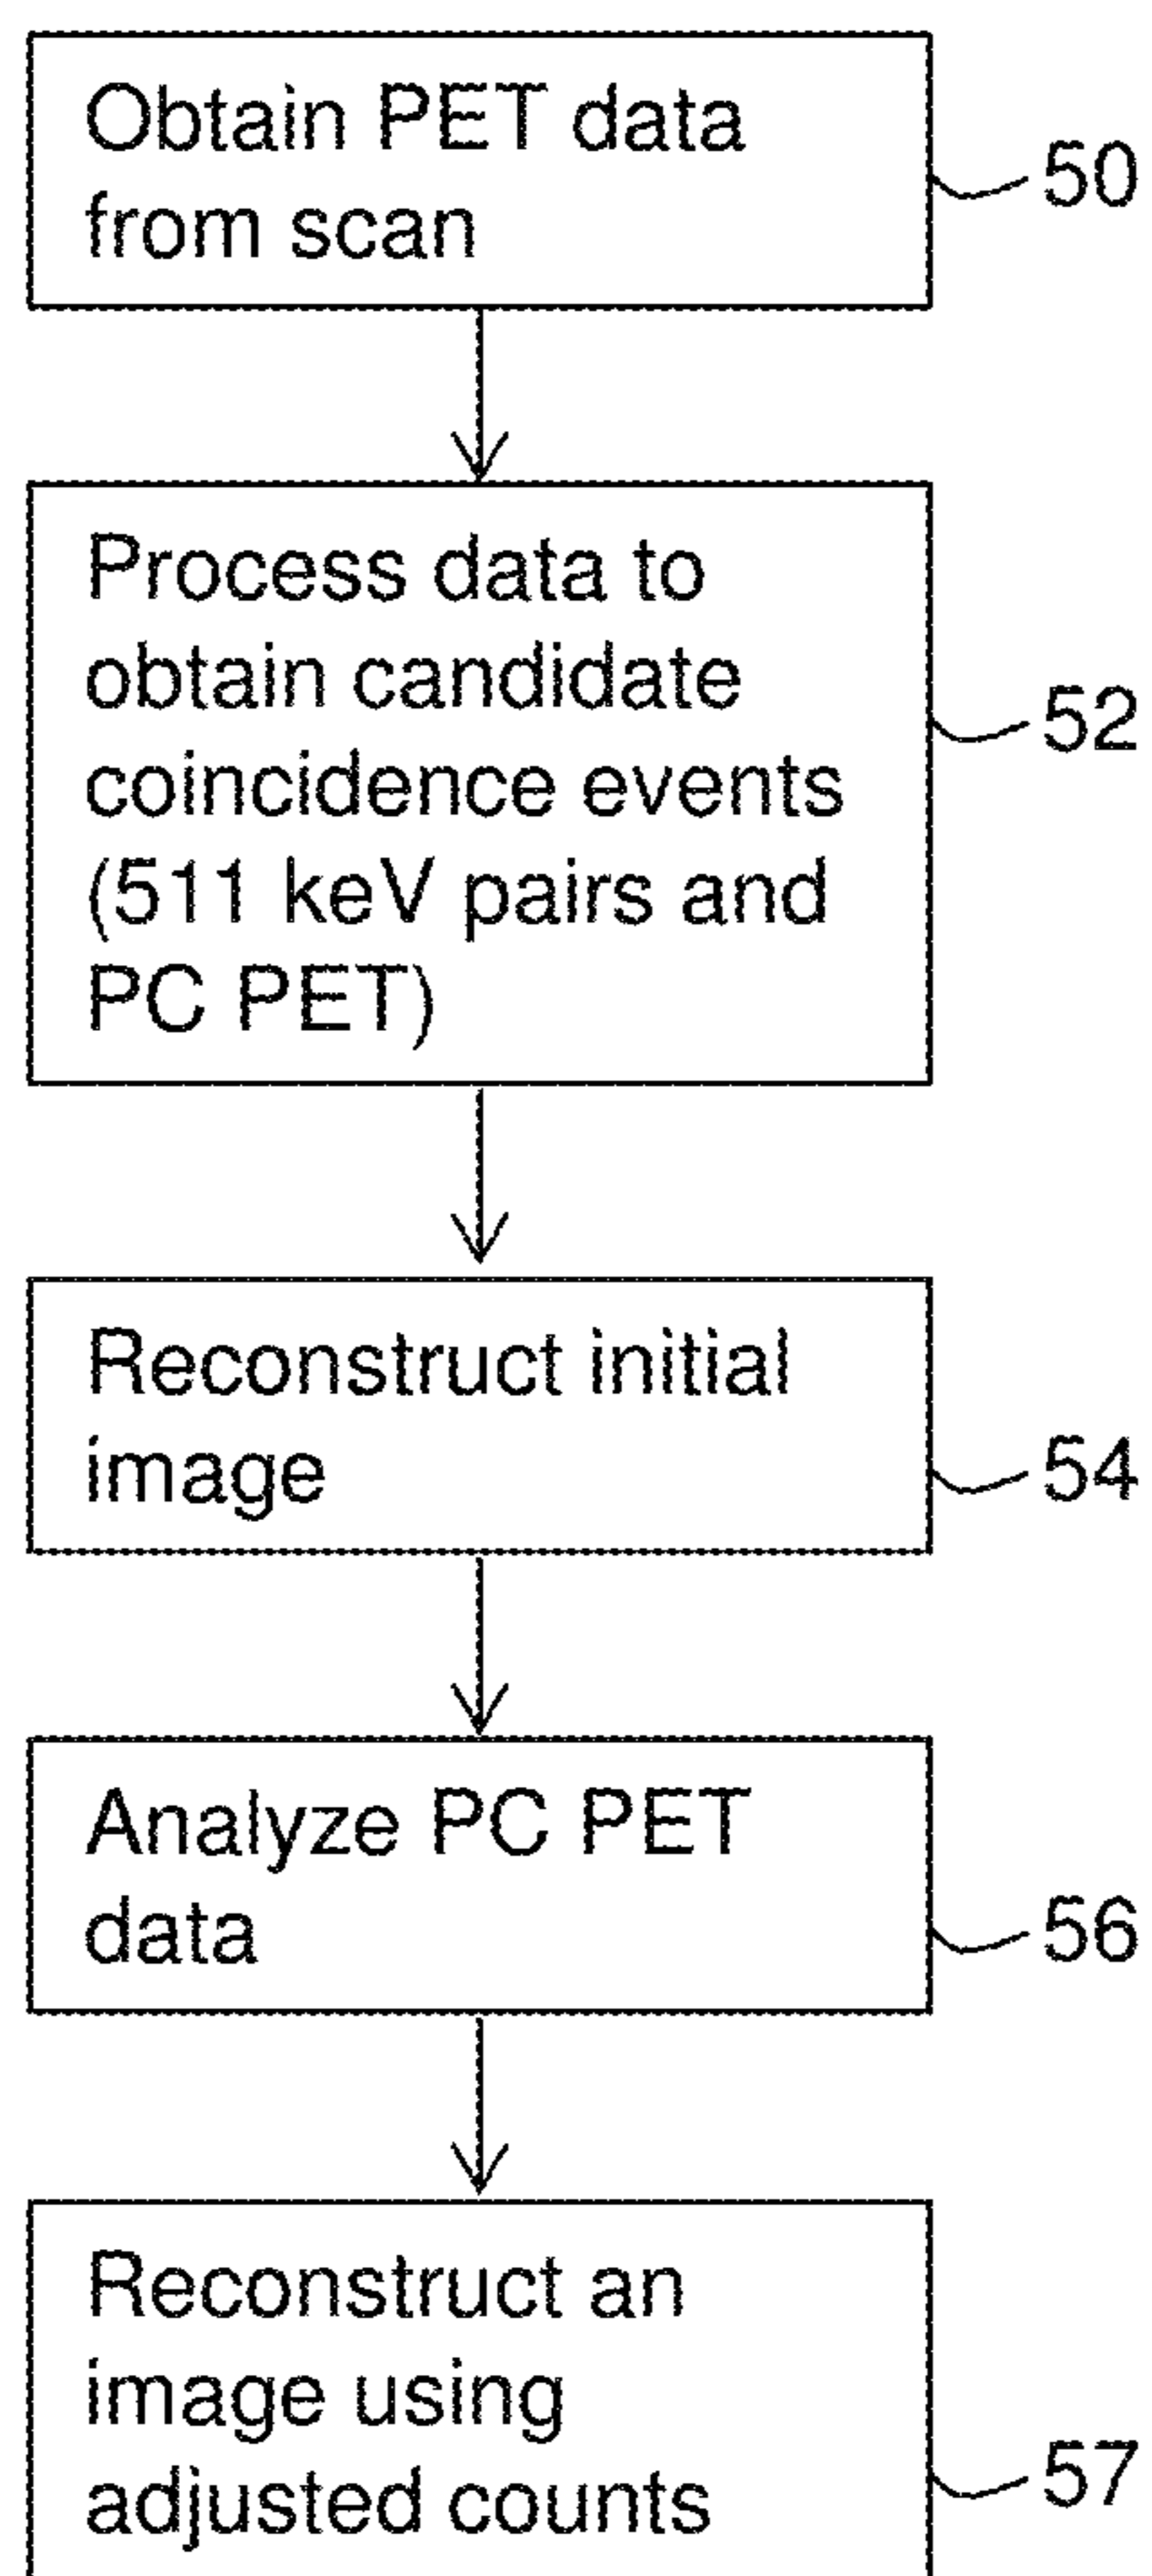 Obtain PET data
from scan
50
Process data to
obtain candidate
coincidence events
(511 keV pairs and
PC PET)
52
Reconstruct initial
image
54
Analyze PC PET
data
56
Reconstruct an
image using
adjusted counts
57